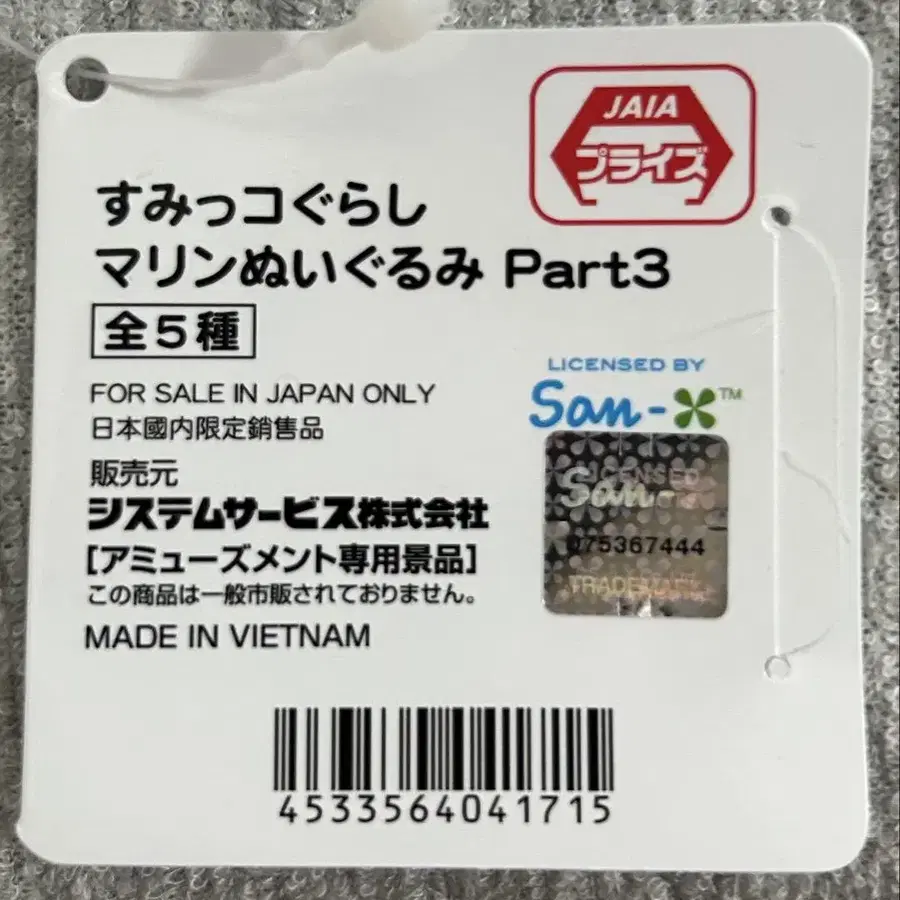 JAIA
プライズ
すみっコぐらし
マリンぬいぐるみ Part3
全5種
FOR SALE IN JAPAN ONLY
日本國内限定銷售品
販売元
システムサービス株式会社
[アミューズメント専用景品]
この商品は一般市販されておりません。
MADE IN VIETNAM
LICENSED BY
San-X™
LICENSED
San-X
075367444
TRADEMARK
4533564041715